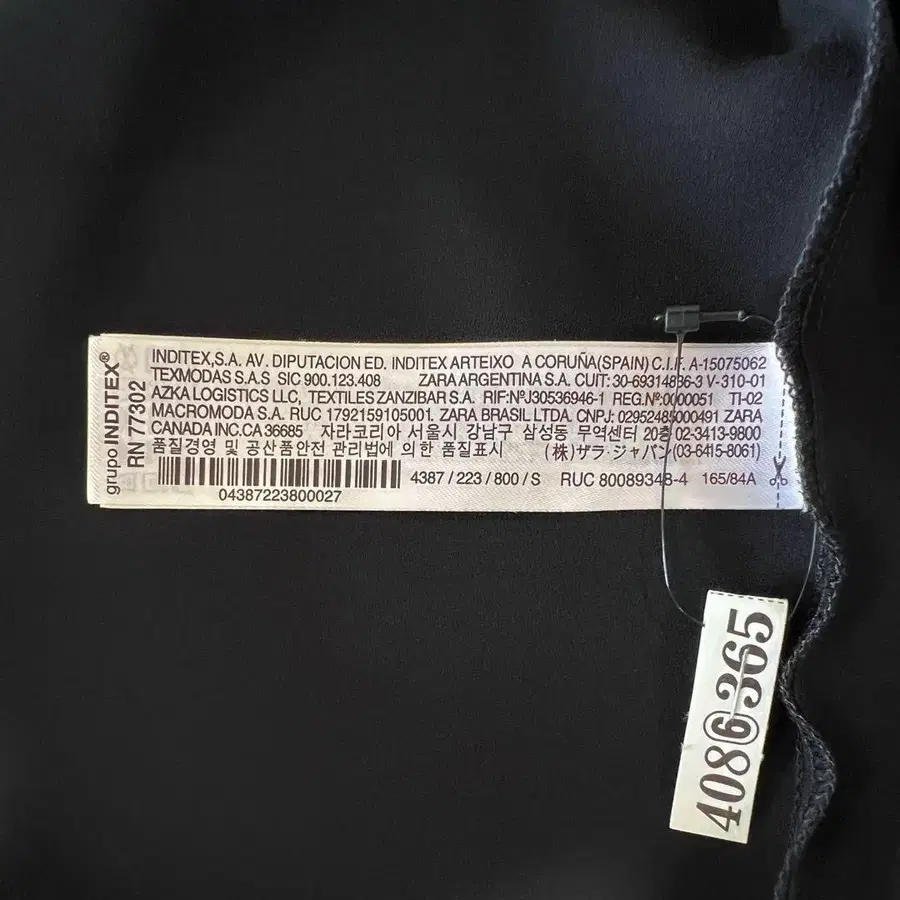 grupo INDITEX®
RN 77302
INDITEX,S.A. AV. DIPUTACION ED. INDITEX ARTEIXO A CORUÑA(SPAIN) C.I.F. A-15075062
TEXMODAS S.A.S SIC 900.123.408 ZARA ARGENTINA S.A. CUIT: 30-69314836-3 V-310-01
AZKA LOGISTICS LLC, TEXTILES ZANZIBAR S.A. RIF:NºJ30536946-1 REG.Nº:0000051 TI-02
MACROMODA S.A. RUC 1792159105001. ZARA BRASIL LTDA. CNPJ: 02952485000491 ZARA
CANADA INC.CA 36685 자라코리아 서울시 강남구 삼성동 무역센터 20층 02-3413-9800
품질경영 및 공산품안전 관리법에 의한 품질표시 (株)ザラ・ジャパン(03-6415-8061)
4387 / 223 / 800 / S RUC 80089348-4 165/84A
04387223800027
4086365